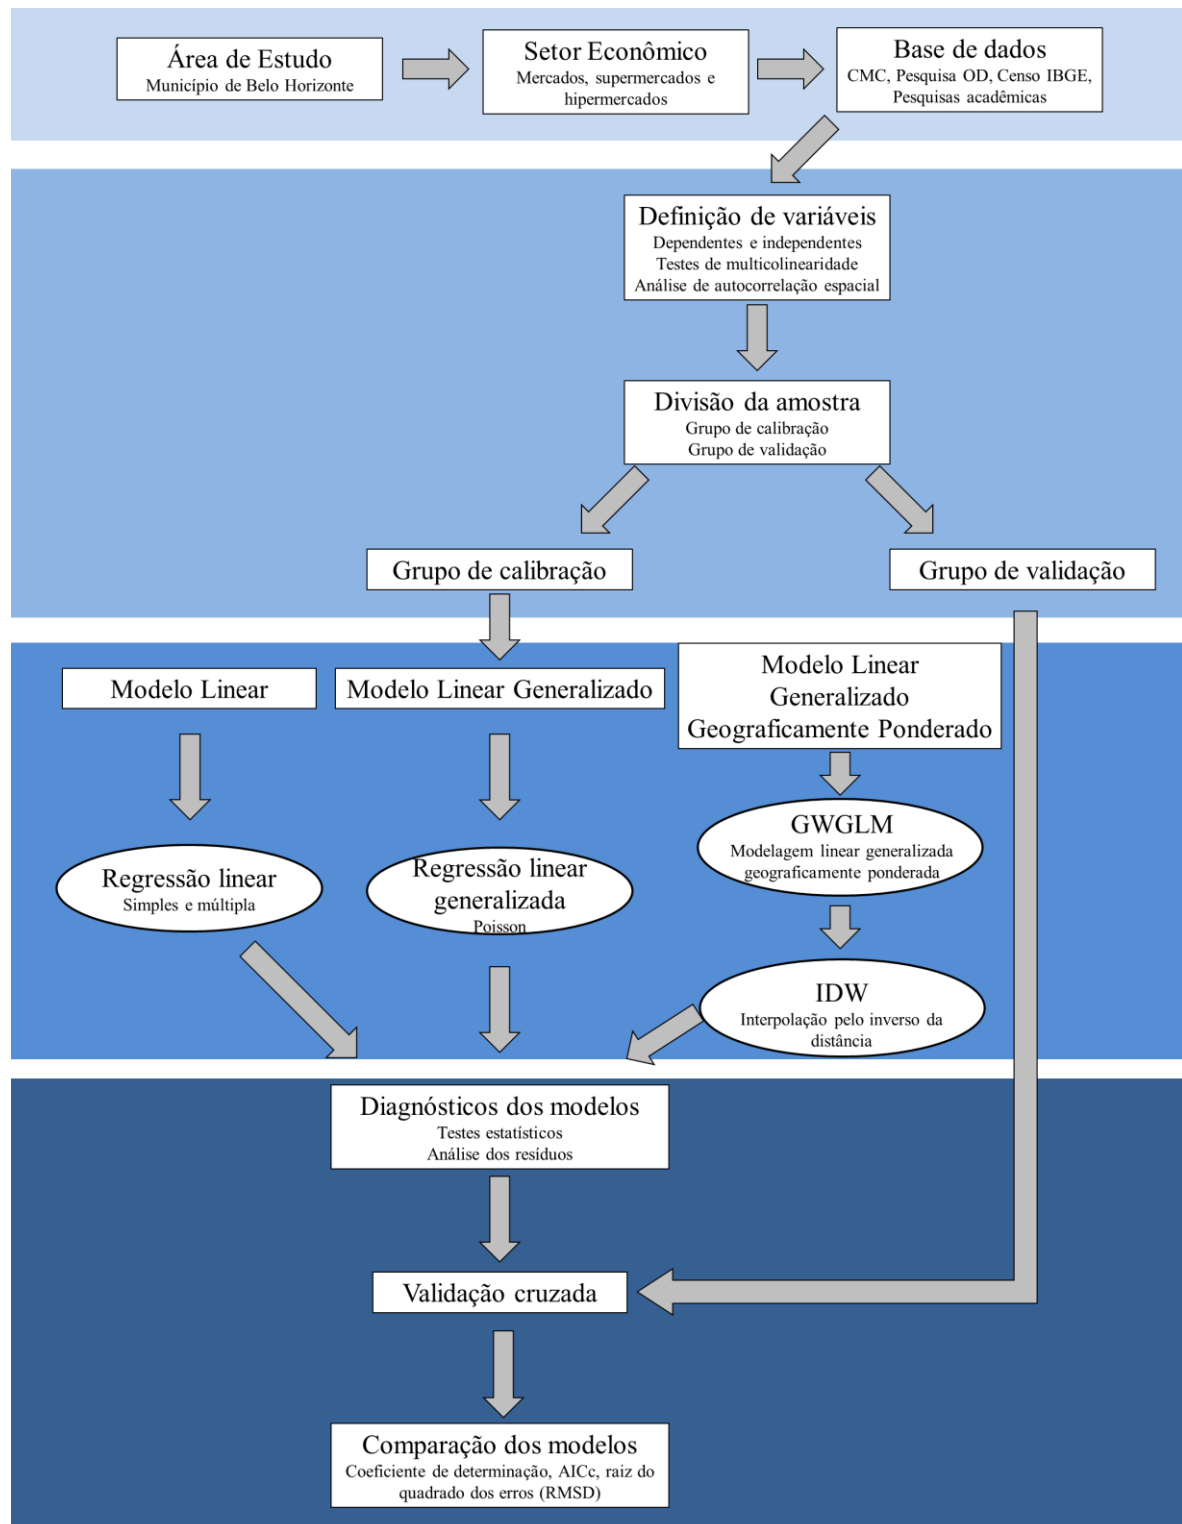 Área de Estudo
Município de Belo Horizonte
Setor Econômico
Mercados, supermercados e
hipermercados
Base de dados
CMC, Pesquisa OD, Censo IBGE,
Pesquisas acadêmicas
Definição de variáveis
Dependentes e independentes
Testes de multicolinearidade
Análise de autocorrelação espacial
Divisão da amostra
Grupo de calibração
Grupo de validação
Grupo de calibração
Grupo de validação
Modelo Linear
Modelo Linear Generalizado
Modelo Linear
Generalizado
Geograficamente Ponderado
Regressão linear
Simples e múltipla
Regressão linear
generalizada
Poisson
GWGLM
Modelagem linear generalizada
geograficamente ponderada
IDW
Interpolação pelo inverso da
distância
Diagnósticos dos modelos
Testes estatísticos
Análise dos resíduos
Validação cruzada
Comparação dos modelos
Coeficiente de determinação, AICc, raiz do
quadrado dos erros (RMSD)